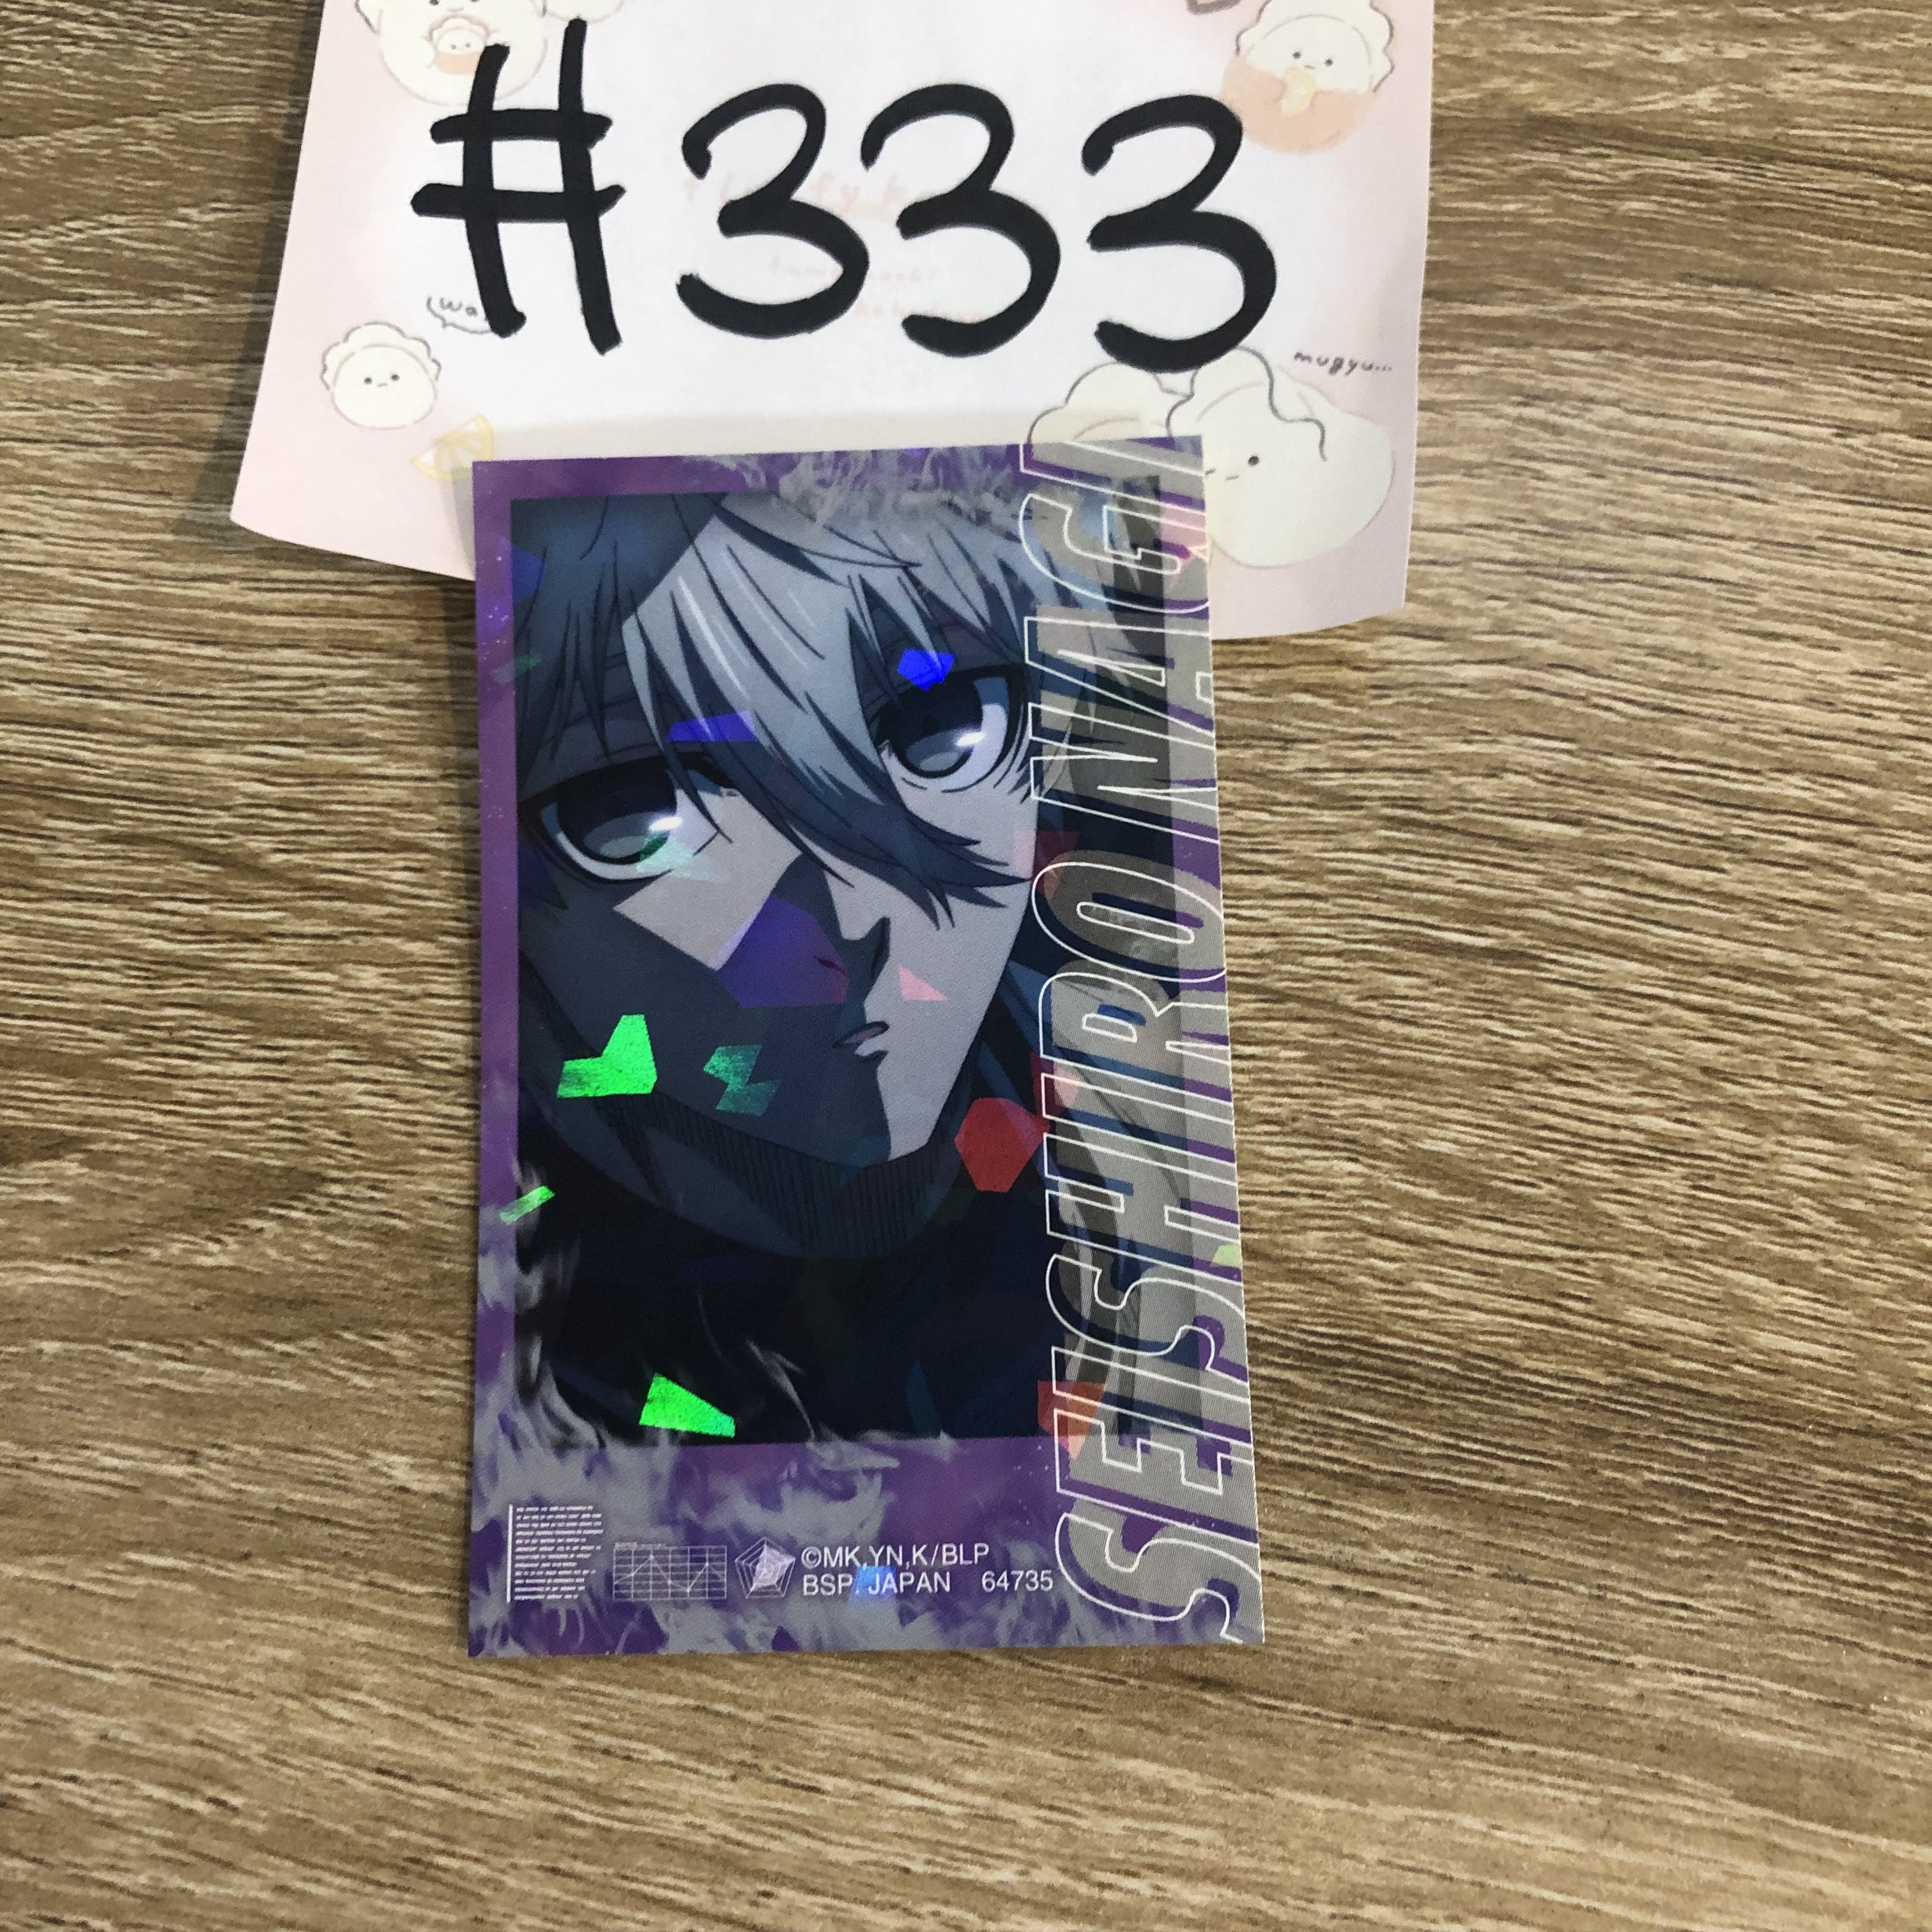 #333
(wa
mugyu...
SEISHIRO NAGI
©MK,YN,K/BLP
BSP. JAPAN 64735